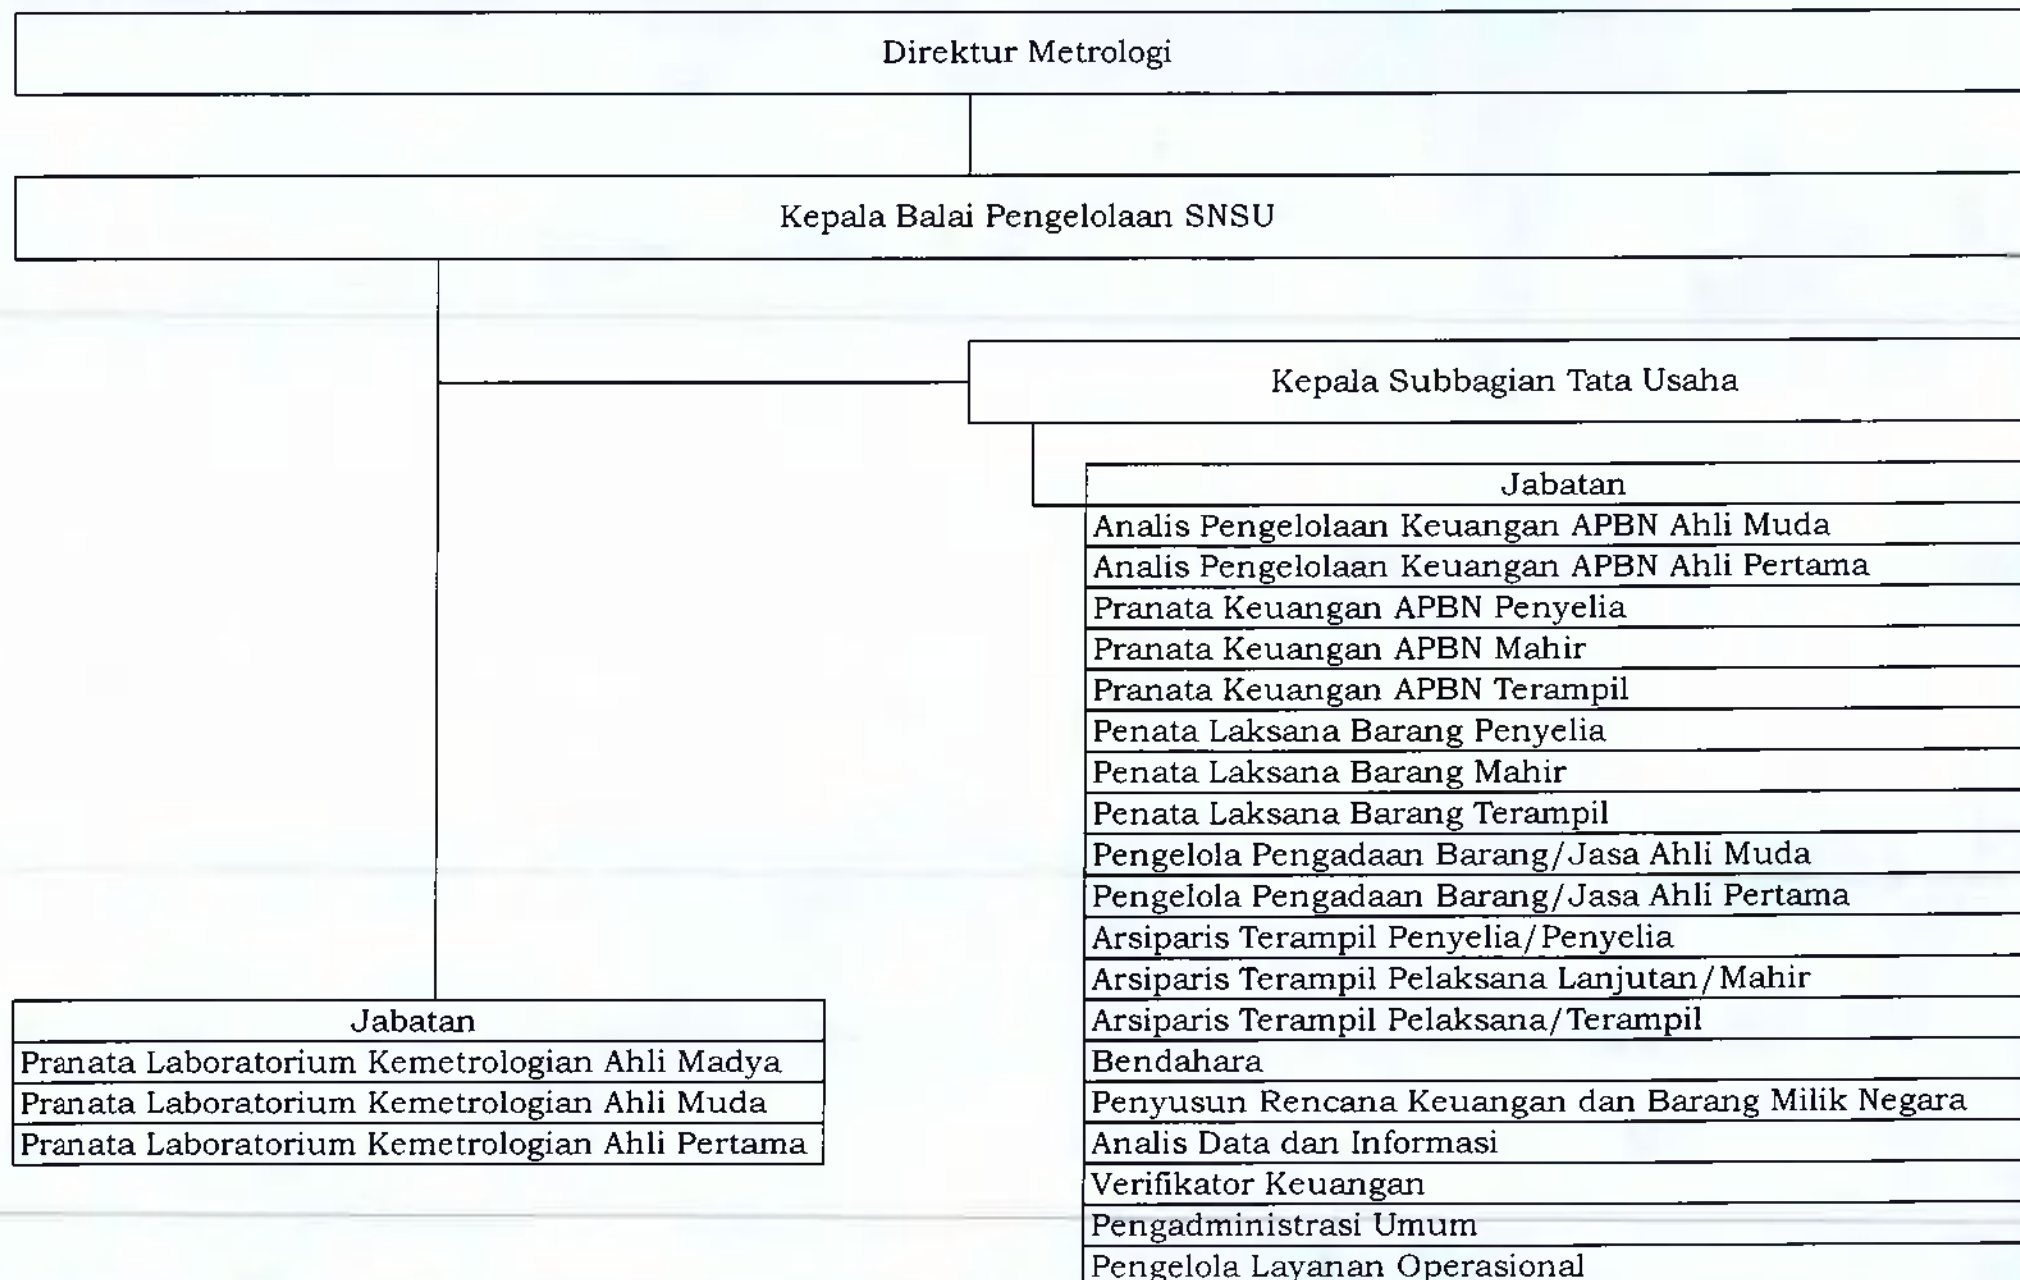 Direktur Metrologi
Kepala Balai Pengelolaan SNSU
Kepala Subbagian Tata Usaha
Jabatan
Analis Pengelolaan Keuangan APBN Ahli Muda
Analis Pengelolaan Keuangan APBN Ahli Pertama
Pranata Keuangan APBN Penyelia
Pranata Keuangan APBN Mahir
Pranata Keuangan APBN Terampil
Penata Laksana Barang Penyelia
Penata Laksana Barang Mahir
Penata Laksana Barang Terampil
Pengelola Pengadaan Barang/Jasa Ahli Muda
Pengelola Pengadaan Barang/Jasa Ahli Pertama
Arsiparis Terampil Penyelia/Penyelia
Arsiparis Terampil Pelaksana Lanjutan/Mahir
Arsiparis Terampil Pelaksana/Terampil
Bendahara
Penyusun Rencana Keuangan dan Barang Milik Negara
Analis Data dan Informasi
Verifikator Keuangan
Pengadministrasi Umum
Pengelola Layanan Operasional
Jabatan
Pranata Laboratorium Kemetrologian Ahli Madya
Pranata Laboratorium Kemetrologian Ahli Muda
Pranata Laboratorium Kemetrologian Ahli Pertama